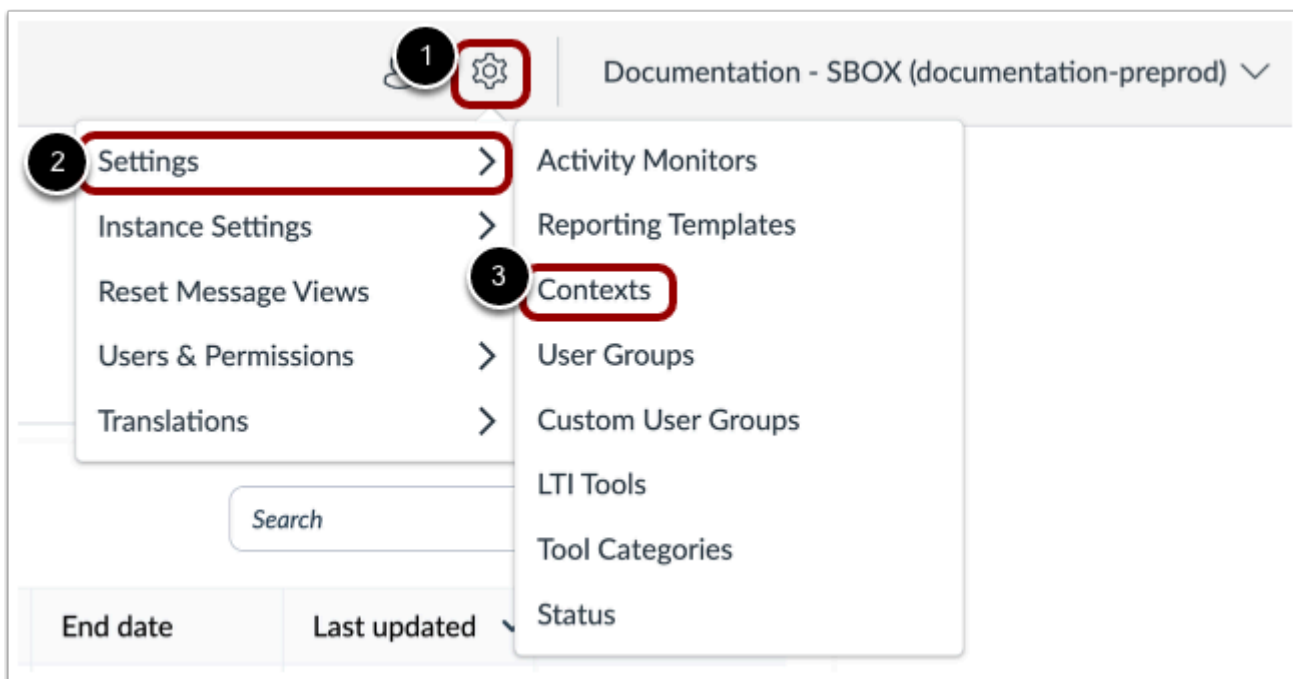 1
Documentation - SBOX (documentation-preprod)
2
Settings
Instance Settings
Reset Message Views
Users & Permissions
Translations
Activity Monitors
Reporting Templates
3
Contexts
User Groups
Custom User Groups
LTI Tools
Tool Categories
Status
Search
End date
Last updated